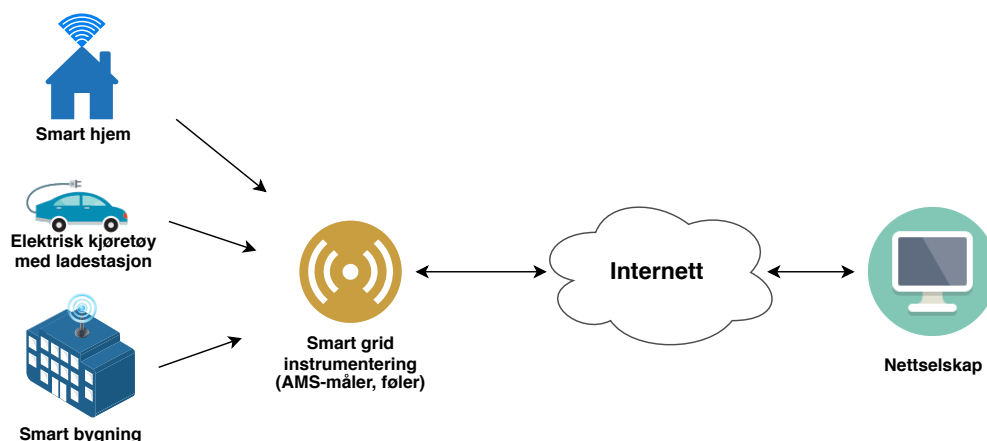 Smart hjem
Elektrisk kjøretøy
med ladestasjon
Smart bygning
Smart grid
instrumentering
(AMS-måler, føler)
Internett
Nettselskap